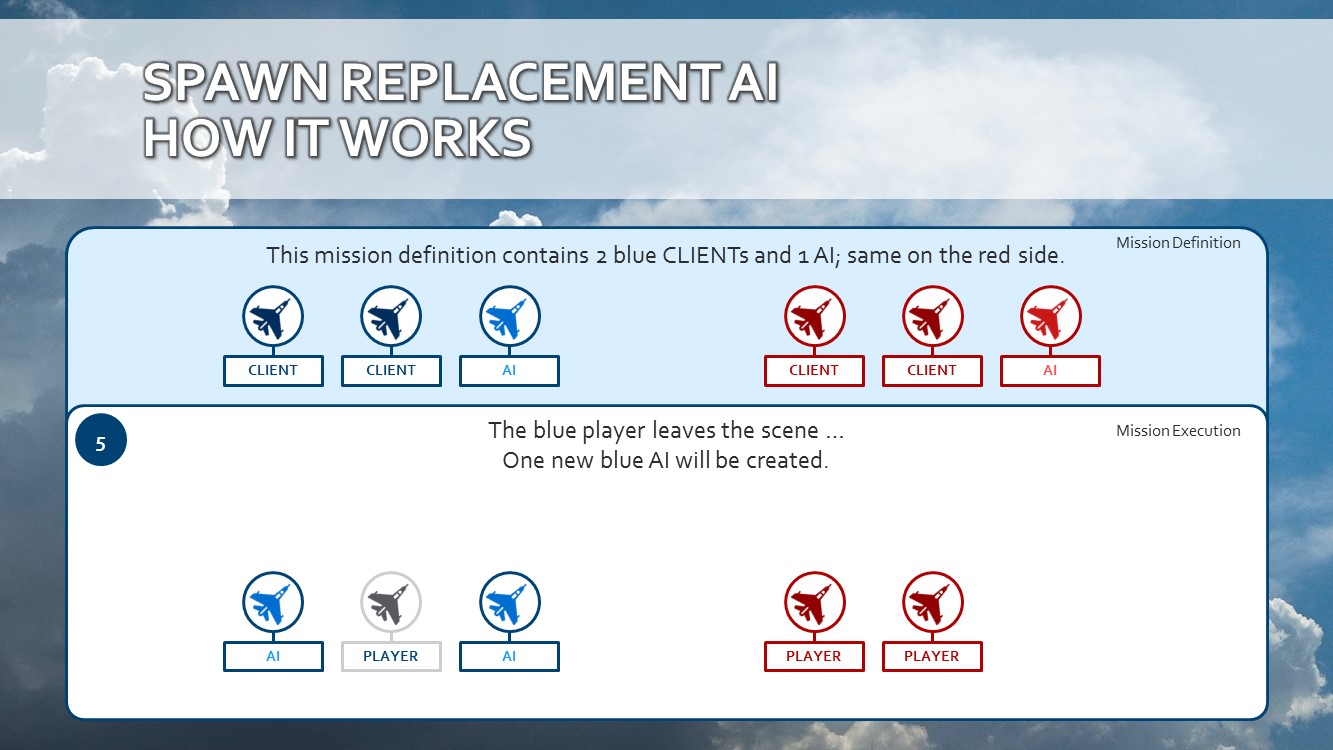 SPAWN REPLACEMENT AI
HOW IT WORKS
Mission Definition
This mission definition contains 2 blue CLIENTs and 1 AI; same on the red side.
CLIENT CLIENT AI CLIENT CLIENT AI
5
The blue player leaves the scene ...
Mission Execution
One new blue AI will be created.
AI PLAYER AI PLAYER PLAYER